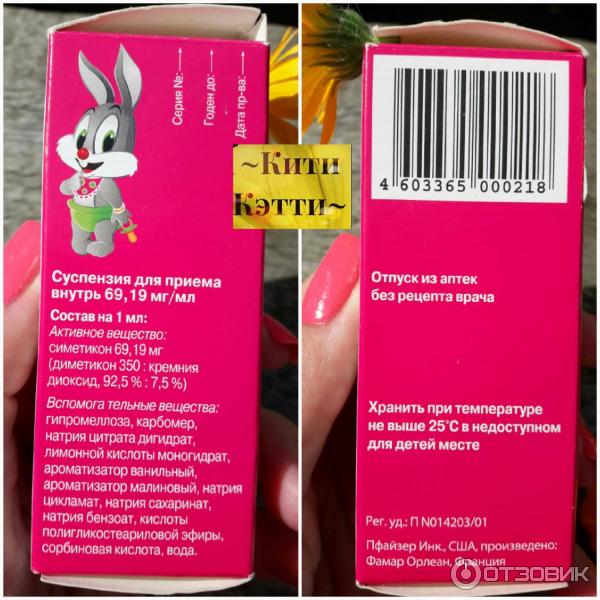 Серия №:
Годен до:
Дата пр-ва:
~Кити
Кэтти~
Суспензия для приема
внутрь 69,19 мг/мл
Состав на 1 мл:
Активное вещество:
симетикон 69,19 мг
(диметикон 350 : кремния
диоксид, 92,5 % : 7,5 %)
Вспомога тельные вещества:
гипромеллоза, карбомер,
натрия цитрата дигидрат,
лимонной кислоты моногидрат,
ароматизатор ванильный,
ароматизатор малиновый, натрия
цикламат, натрия сахаринат,
натрия бензоат, кислоты
полигликостеариловой эфиры,
сорбиновая кислота, вода.
4 603365 000218
Отпуск из аптек
без рецепта врача
Хранить при температуре
не выше 25°С в недоступном
для детей месте
Рег. уд.: П N014203/01
Пфайзер Инк., США, произведено:
Фамар Орлеан, Франция
ОТЗОВИК